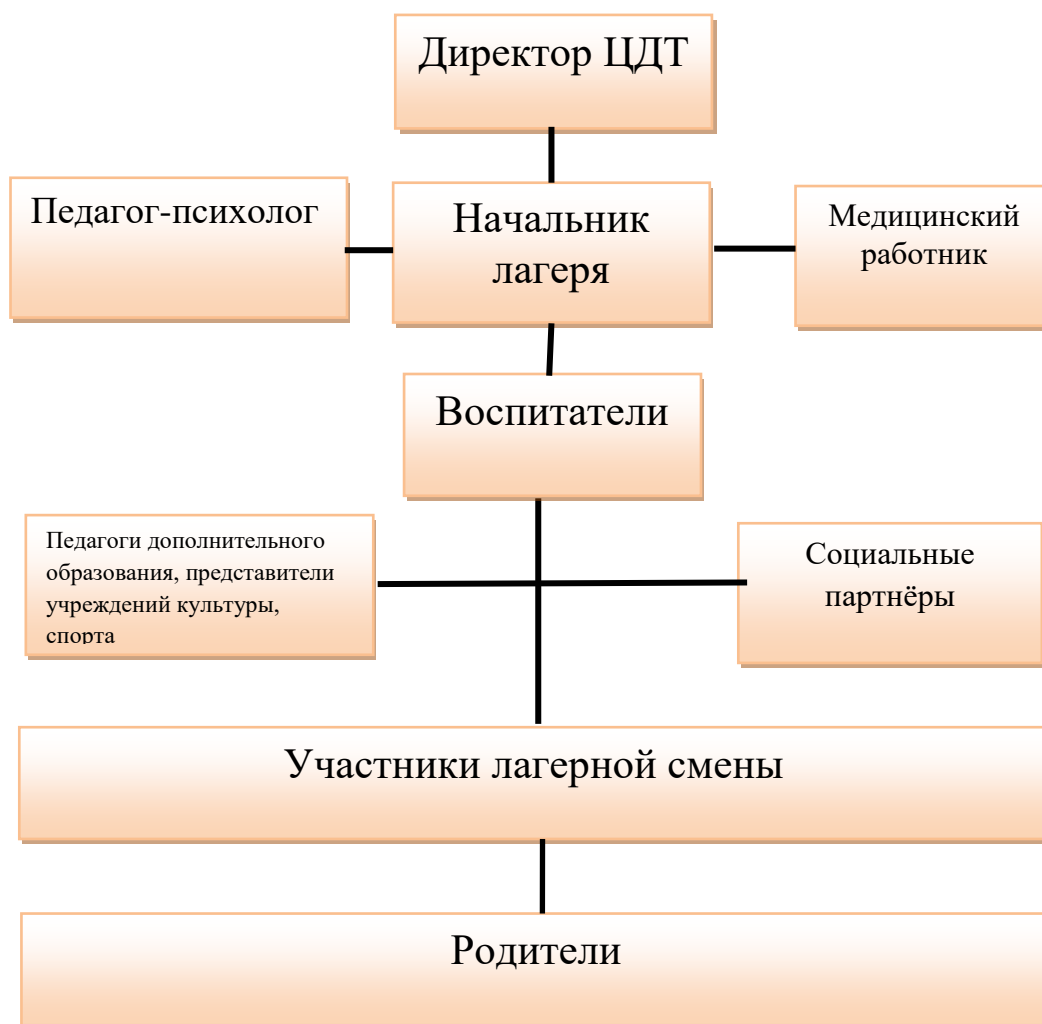 Директор ЦДТ
Педагог-психолог
Начальник
лагеря
Медицинский
работник
Воспитатели
Педагоги дополнительного
образования, представители
учреждений культуры,
спорта
Социальные
партнёры
Участники лагерной смены
Родители